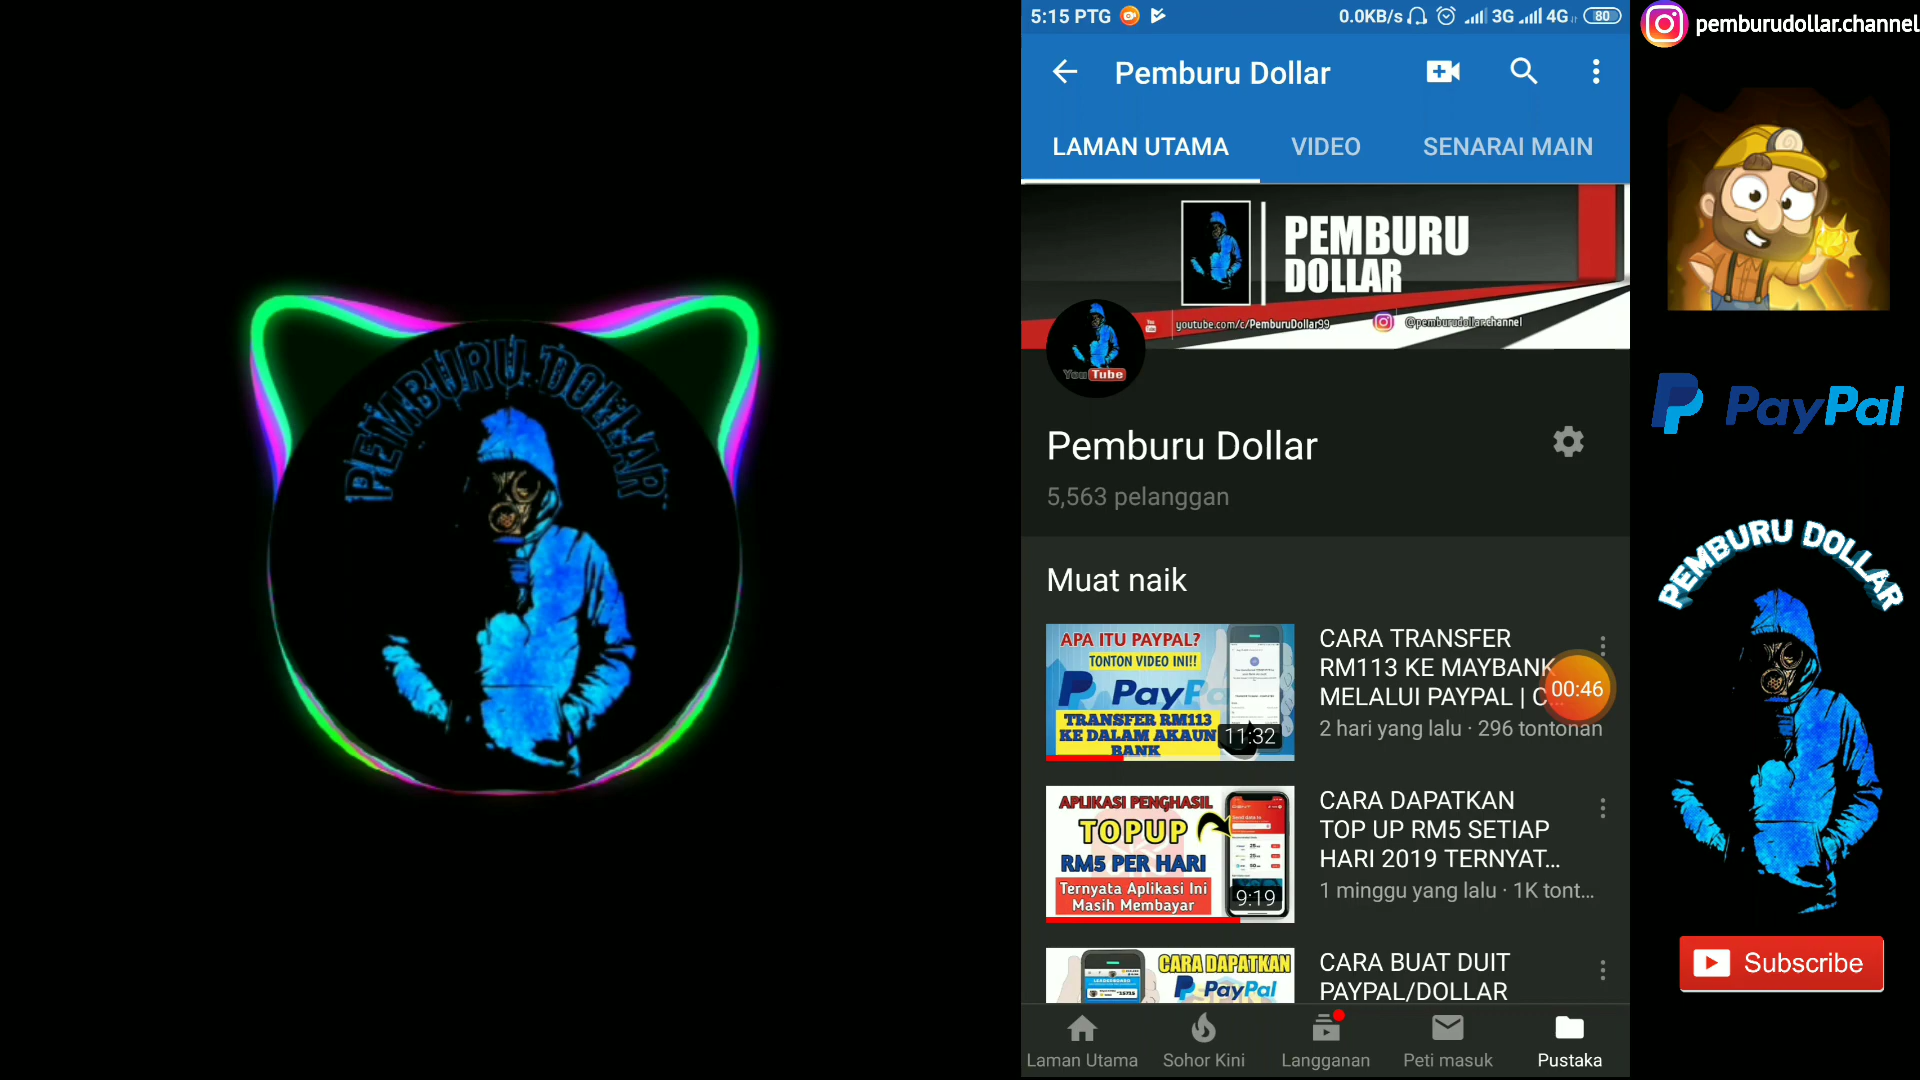 PEMBURU DOLLAR
5:15 PTG
0.0KB/s
3G
4G
80
Pemburu Dollar
LAMAN UTAMA
VIDEO
SENARAI MAIN
PEMBURU
DOLLAR
youtube.com/c/PemburuDollar99
@pemburudollar.channel
YouTube
Pemburu Dollar
5,563 pelanggan
Muat naik
APA ITU PAYPAL?
TONTON VIDEO INI!!
PayP
TRANSFER RM113
KE DALAM AKAUN
BANK
11:32
CARA TRANSFER
RM113 KE MAYBANK
MELALUI PAYPAL | C...
2 hari yang lalu · 296 tontonan
00:46
APLIKASI PENGHASIL
TOPUP
RM5 PER HARI
Ternyata Aplikasi Ini
Masih Membayar
9:19
CARA DAPATKAN
TOP UP RM5 SETIAP
HARI 2019 TERNYAT...
1 minggu yang lalu · 1K tont...
CARA DAPATKAN
PayPal
CARA BUAT DUIT
PAYPAL/DOLLAR
Laman Utama
Sohor Kini
Langganan
Peti masuk
Pustaka
pemburudollar.channel
PayPal
PEMBURU DOLLAR
Subscribe